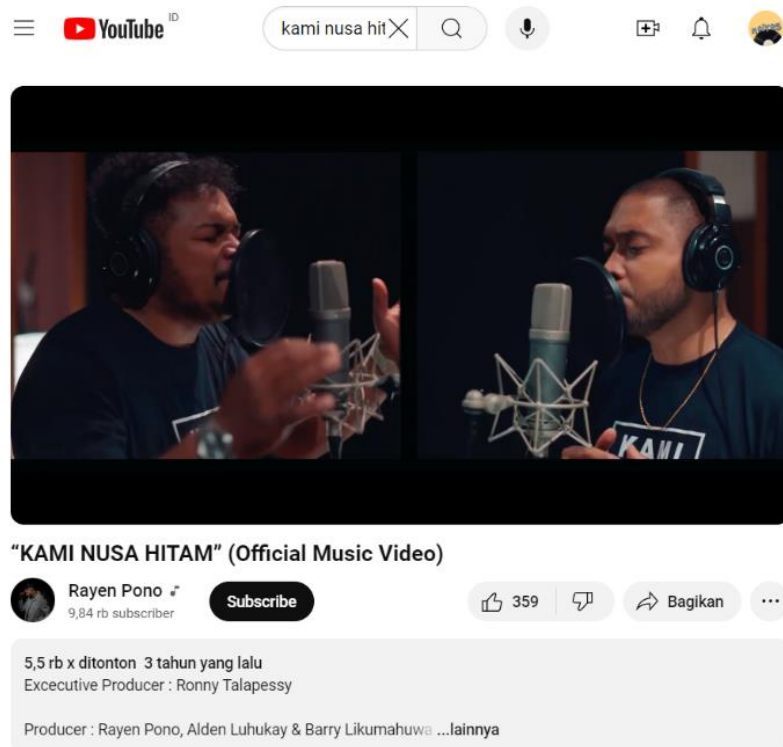 YouTube ID
kami nusa hit
KAMI
"KAMI NUSA HITAM" (Official Music Video)
Rayen Pono
9,84 rb subscriber
Subscribe
359
Bagikan
5,5 rb x ditonton 3 tahun yang lalu
Excecutive Producer : Ronny Talapessy
Producer : Rayen Pono, Alden Luhukay & Barry Likumahuwa ...lainnya